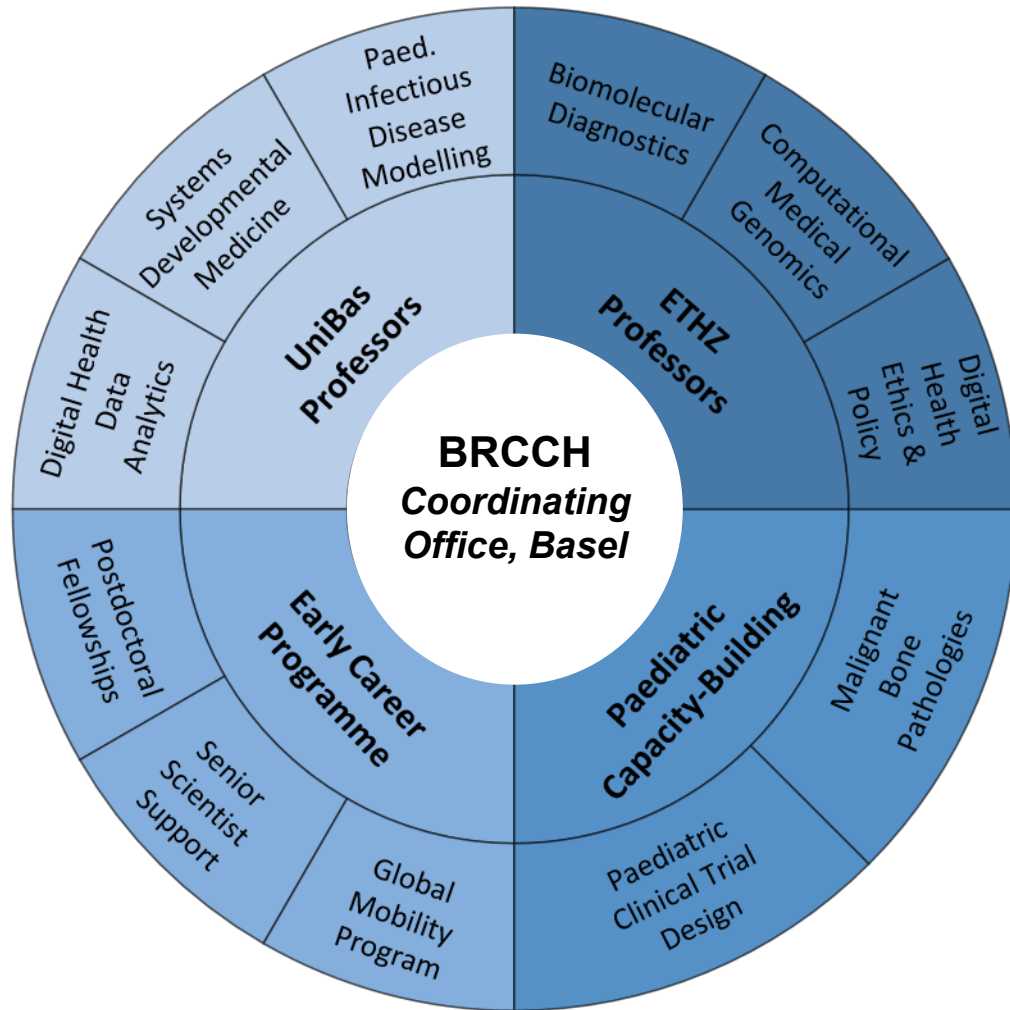 Paed.
Infectious
Disease
Modelling
Biomolecular
Diagnostics
Computational
Medical
Genomics
Digital
Health
Ethics &
Policy
Systems
Developmental
Medicine
Digital Health
Data
Analytics
UniBas
Professors
ETHZ
Professors
BRCCH
Coordinating
Office, Basel
Early Career
Programme
Paediatric
Capacity-Building
Postdoctoral
Fellowships
Senior
Scientist
Support
Global
Mobility
Program
Paediatric
Clinical Trial
Design
Malignant
Bone
Pathologies